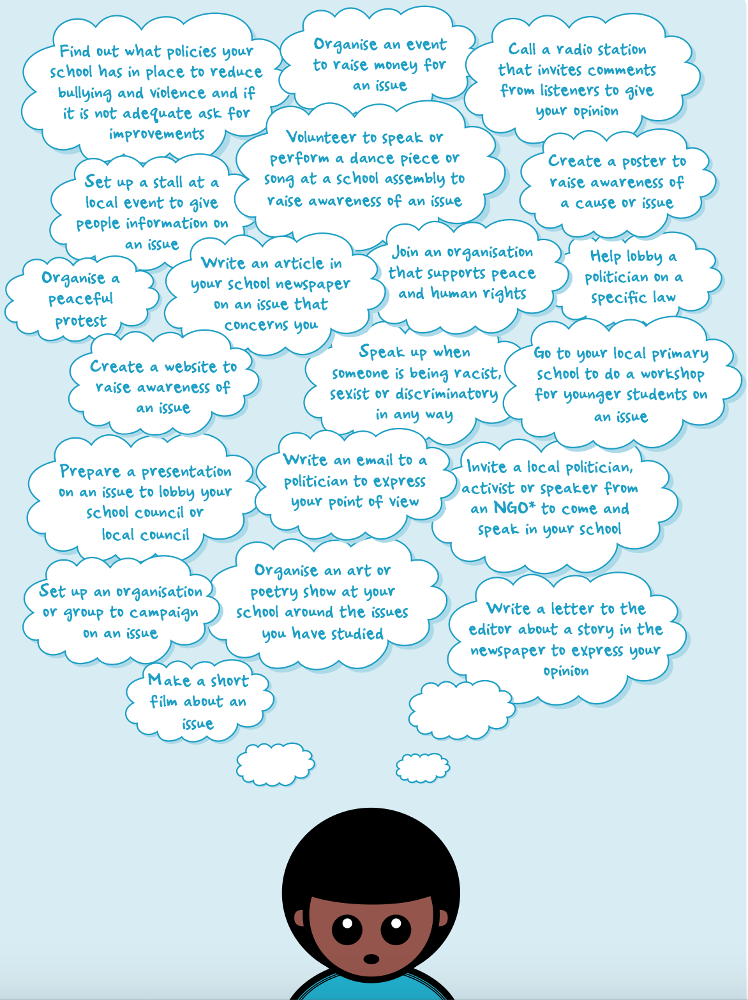 Find out what policies your
school has in place to reduce
bullying and violence and if
it is not adequate ask for
improvements
Organise an event
to raise money for
an issue
Call a radio station
that invites comments
from listeners to give
your opinion
Set up a stall at a
local event to give
people information on
an issue
Volunteer to speak or
perform a dance piece or
song at a school assembly to
raise awareness of an issue
Create a poster to
raise awareness of
a cause or issue
Organise a
peaceful
protest
Write an article in
your school newspaper
on an issue that
concerns you
Join an organisation
that supports peace
and human rights
Help lobby a
politician on a
specific law
Create a website to
raise awareness of
an issue
Speak up when
someone is being racist,
sexist or discriminatory
in any way
Go to your local primary
school to do a workshop
for younger students on
an issue
Prepare a presentation
on an issue to lobby your
school council or
local council
Write an email to a
politician to express
your point of view
Invite a local politician,
activist or speaker from
an NGO* to come and
speak in your school
Set up an organisation
or group to campaign
on an issue
Organise an art or
poetry show at your
school around the issues
you have studied
Write a letter to the
editor about a story in the
newspaper to express your
opinion
Make a short
film about an
issue